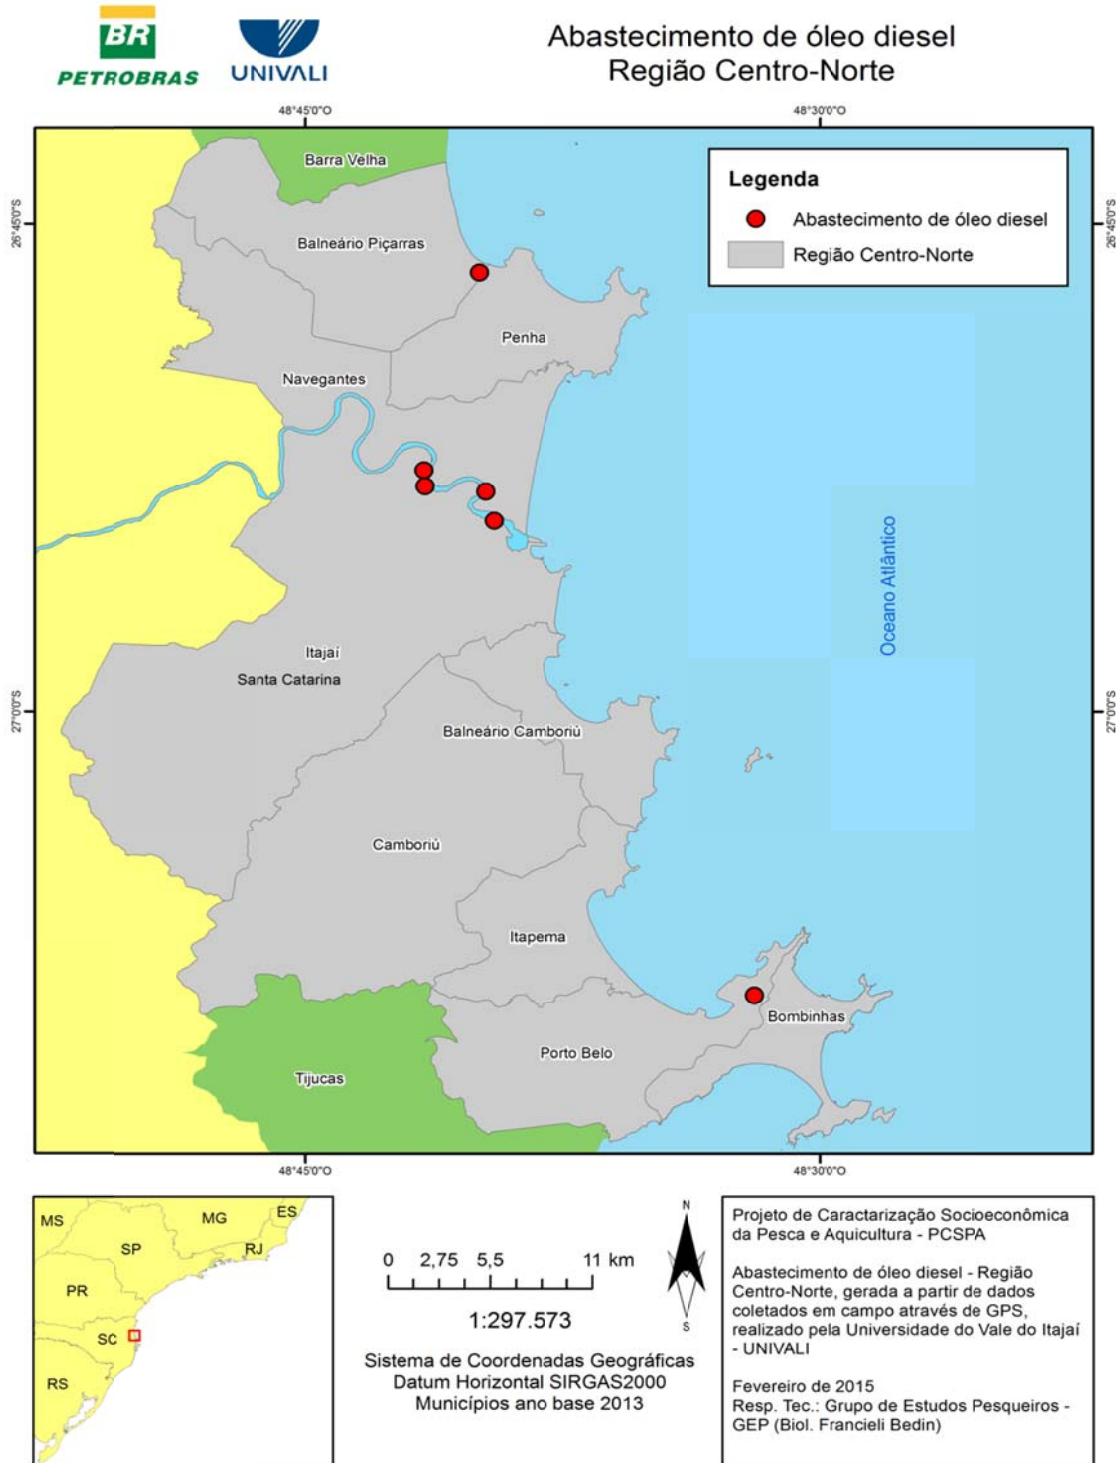 BR
PETROBRAS
UNIVALI
Abastecimento de óleo diesel
Região Centro-Norte
48°45'0"O
48°30'0"O
26°45'0"S
26°45'0"S
27°0'0"S
27°0'0"S
Legenda
Abastecimento de óleo diesel
Região Centro-Norte
Barra Velha
Balneário Piçarras
Penha
Navegantes
Oceano Atlântico
Itajaí
Santa Catarina
Balneário Camboriú
Camboriú
Itapema
Bombinhas
Porto Belo
Tijucas
48°45'0"O
48°30'0"O
MS
MG
ES
SP
RJ
PR
SC
RS
0 2,75 5,5 11 km
1:297.573
Sistema de Coordenadas Geográficas
Datum Horizontal SIRGAS2000
Municípios ano base 2013
N
S
Projeto de Caractarização Socioeconômica
da Pesca e Aquicultura - PCSPA
Abastecimento de óleo diesel - Região
Centro-Norte, gerada a partir de dados
coletados em campo através de GPS,
realizado pela Universidade do Vale do Itajaí
- UNIVALI
Fevereiro de 2015
Resp. Tec.: Grupo de Estudos Pesqueiros -
GEP (Biol. Francieli Bedin)